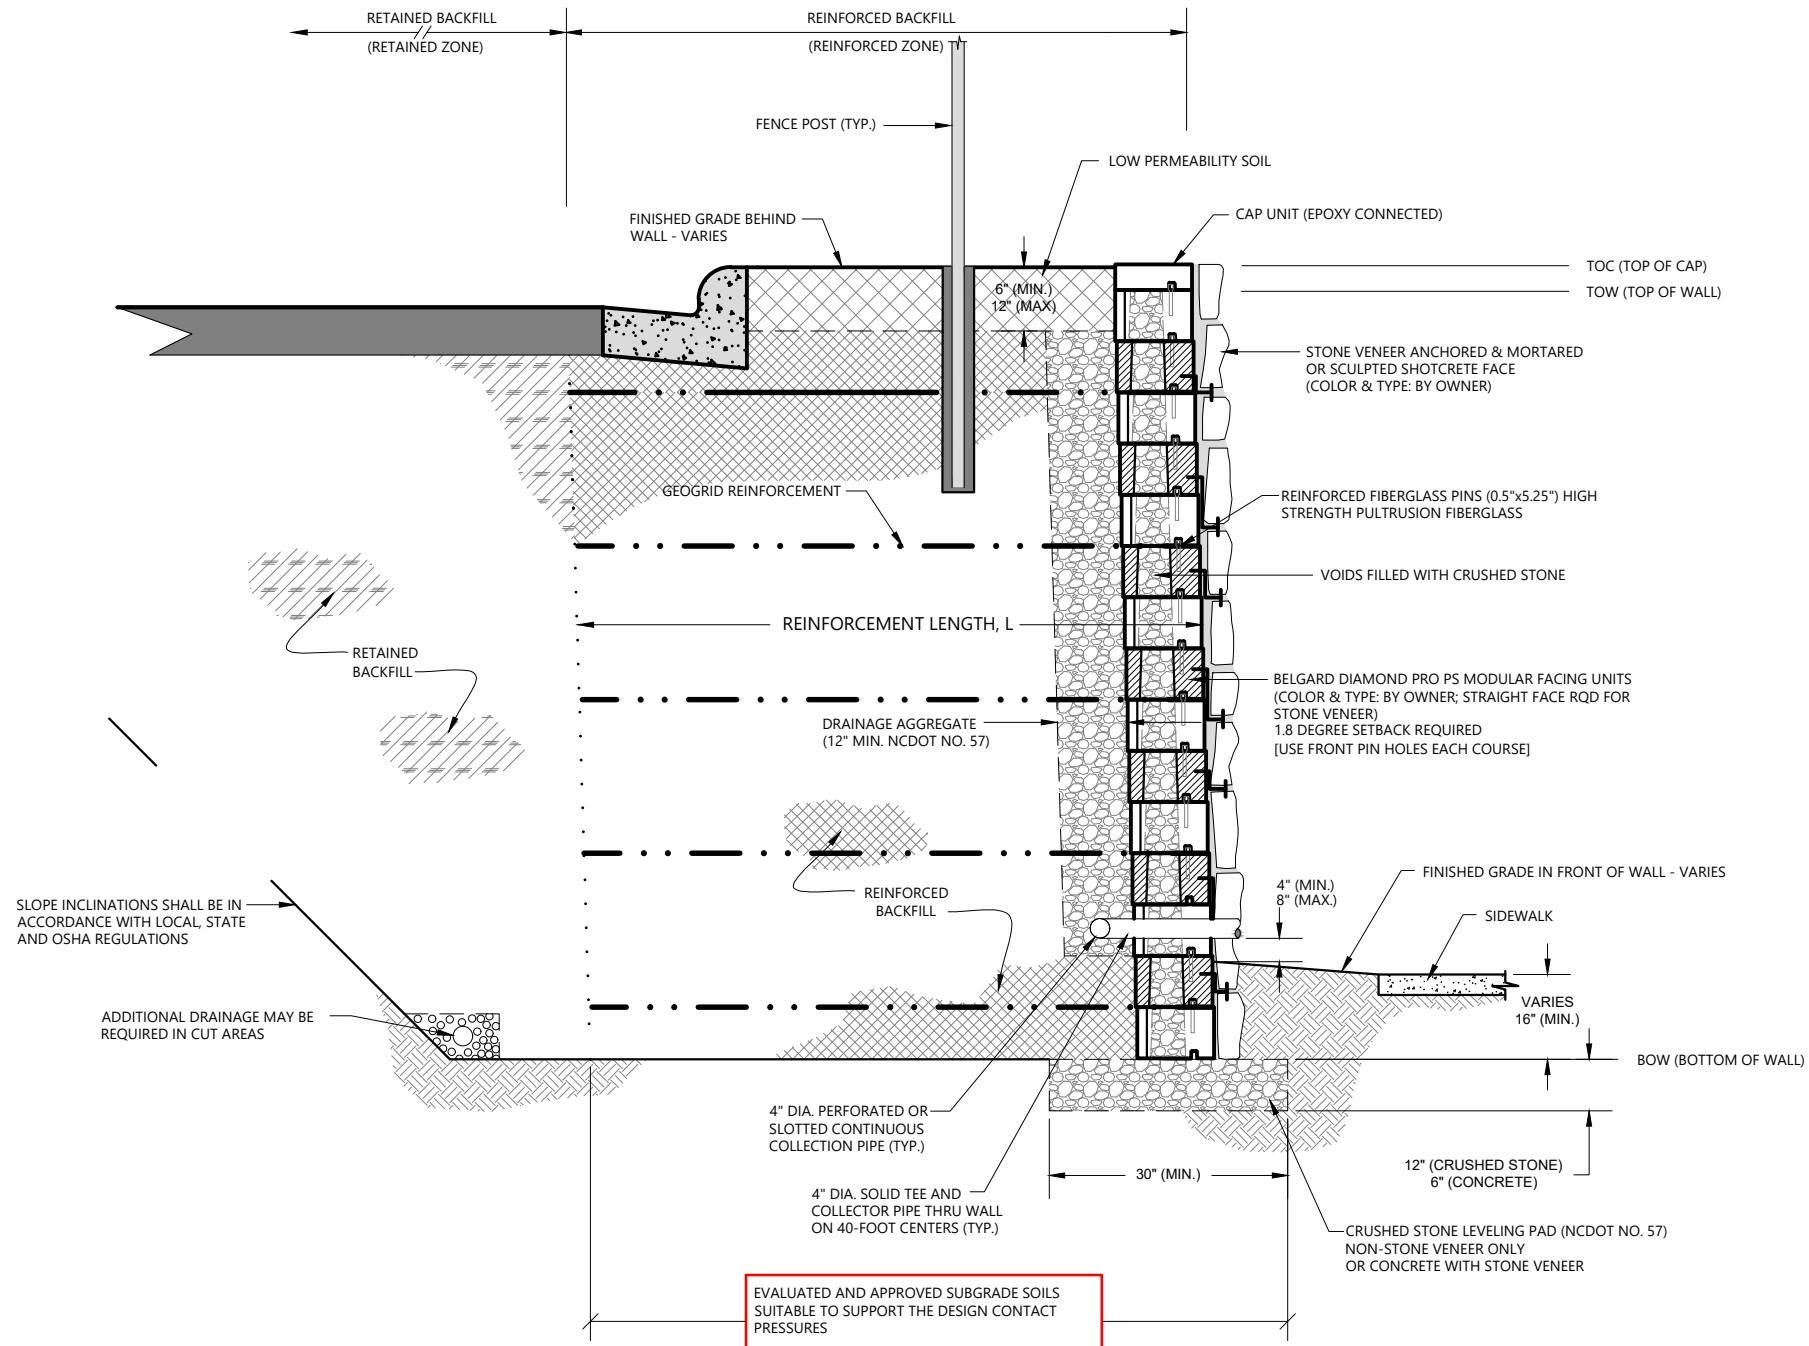 RETAINED BACKFILL
(RETAINED ZONE)
REINFORCED BACKFILL
(REINFORCED ZONE)
FENCE POST (TYP.)
LOW PERMEABILITY SOIL
FINISHED GRADE BEHIND
WALL - VARIES
CAP UNIT (EPOXY CONNECTED)
TOC (TOP OF CAP)
TOW (TOP OF WALL)
6" (MIN.)
12" (MAX)
STONE VENEER ANCHORED & MORTARED
OR SCULPTED SHOTCRETE FACE
(COLOR & TYPE: BY OWNER)
GEOGRID REINFORCEMENT
REINFORCED FIBERGLASS PINS (0.5"x5.25") HIGH
STRENGTH PULTRUSION FIBERGLASS
VOIDS FILLED WITH CRUSHED STONE
REINFORCEMENT LENGTH, L
RETAINED
BACKFILL
BELGARD DIAMOND PRO PS MODULAR FACING UNITS
(COLOR & TYPE: BY OWNER; STRAIGHT FACE RQD FOR
STONE VENEER)
1.8 DEGREE SETBACK REQUIRED
[USE FRONT PIN HOLES EACH COURSE]
DRAINAGE AGGREGATE
(12" MIN. NCDOT NO. 57)
REINFORCED
BACKFILL
4" (MIN.)
8" (MAX.)
FINISHED GRADE IN FRONT OF WALL - VARIES
SIDEWALK
SLOPE INCLINATIONS SHALL BE IN
ACCORDANCE WITH LOCAL, STATE
AND OSHA REGULATIONS
VARIES
16" (MIN.)
ADDITIONAL DRAINAGE MAY BE
REQUIRED IN CUT AREAS
BOW (BOTTOM OF WALL)
4" DIA. PERFORATED OR
SLOTTED CONTINUOUS
COLLECTION PIPE (TYP.)
30" (MIN.)
12" (CRUSHED STONE)
6" (CONCRETE)
4" DIA. SOLID TEE AND
COLLECTOR PIPE THRU WALL
ON 40-FOOT CENTERS (TYP.)
CRUSHED STONE LEVELING PAD (NCDOT NO. 57)
NON-STONE VENEER ONLY
OR CONCRETE WITH STONE VENEER
EVALUATED AND APPROVED SUBGRADE SOILS
SUITABLE TO SUPPORT THE DESIGN CONTACT
PRESSURES